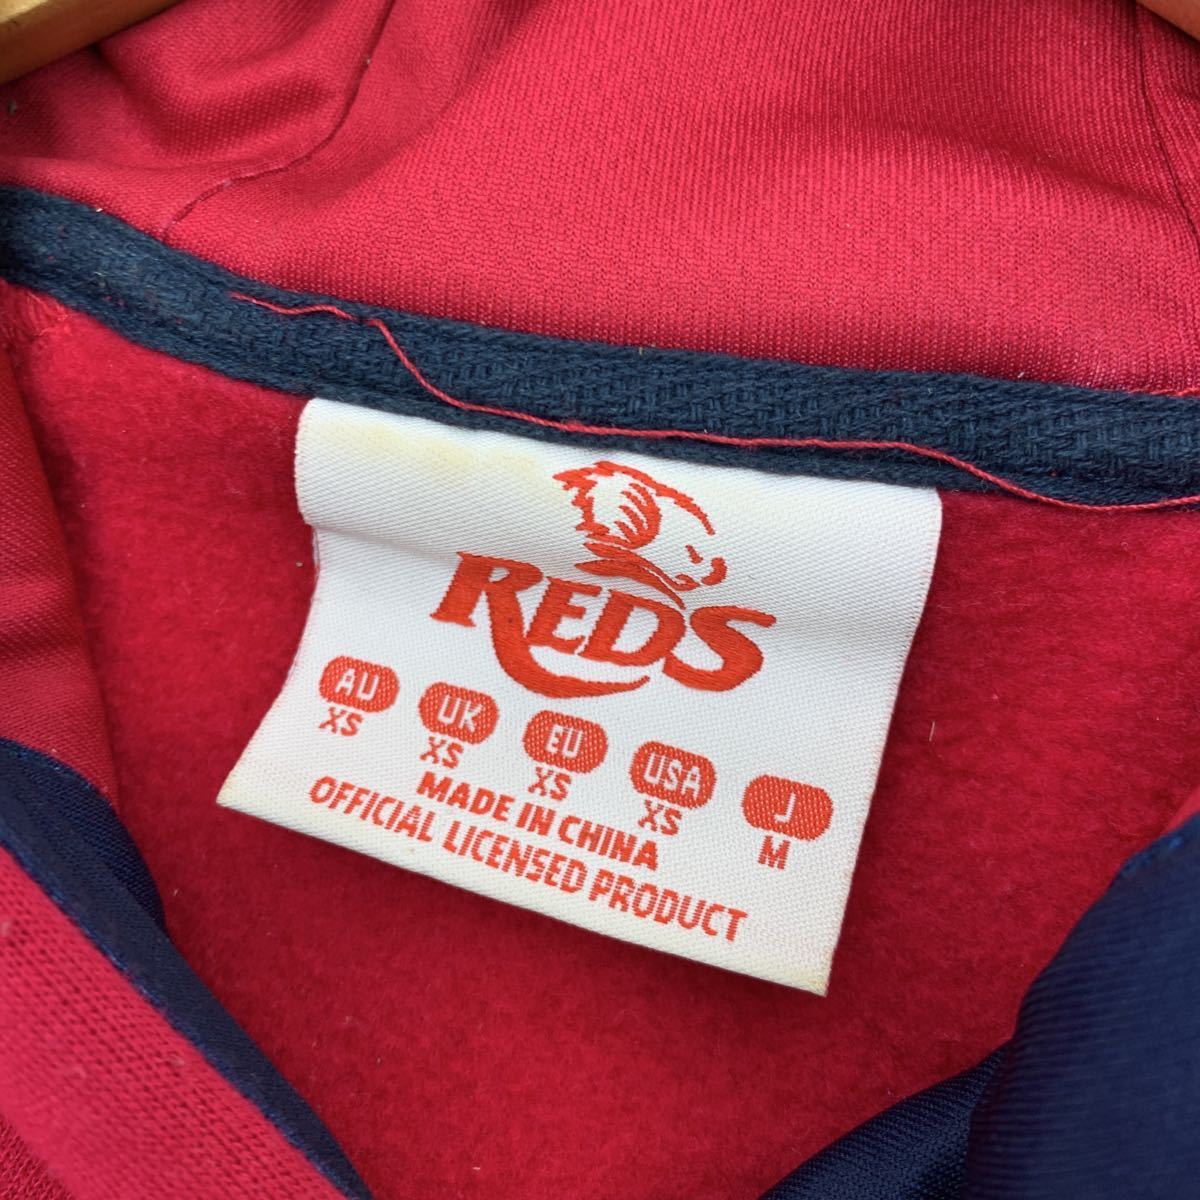 REDS
AU UK EU USA J
XS XS XS XS M
MADE IN CHINA
OFFICIAL LICENSED PRODUCT